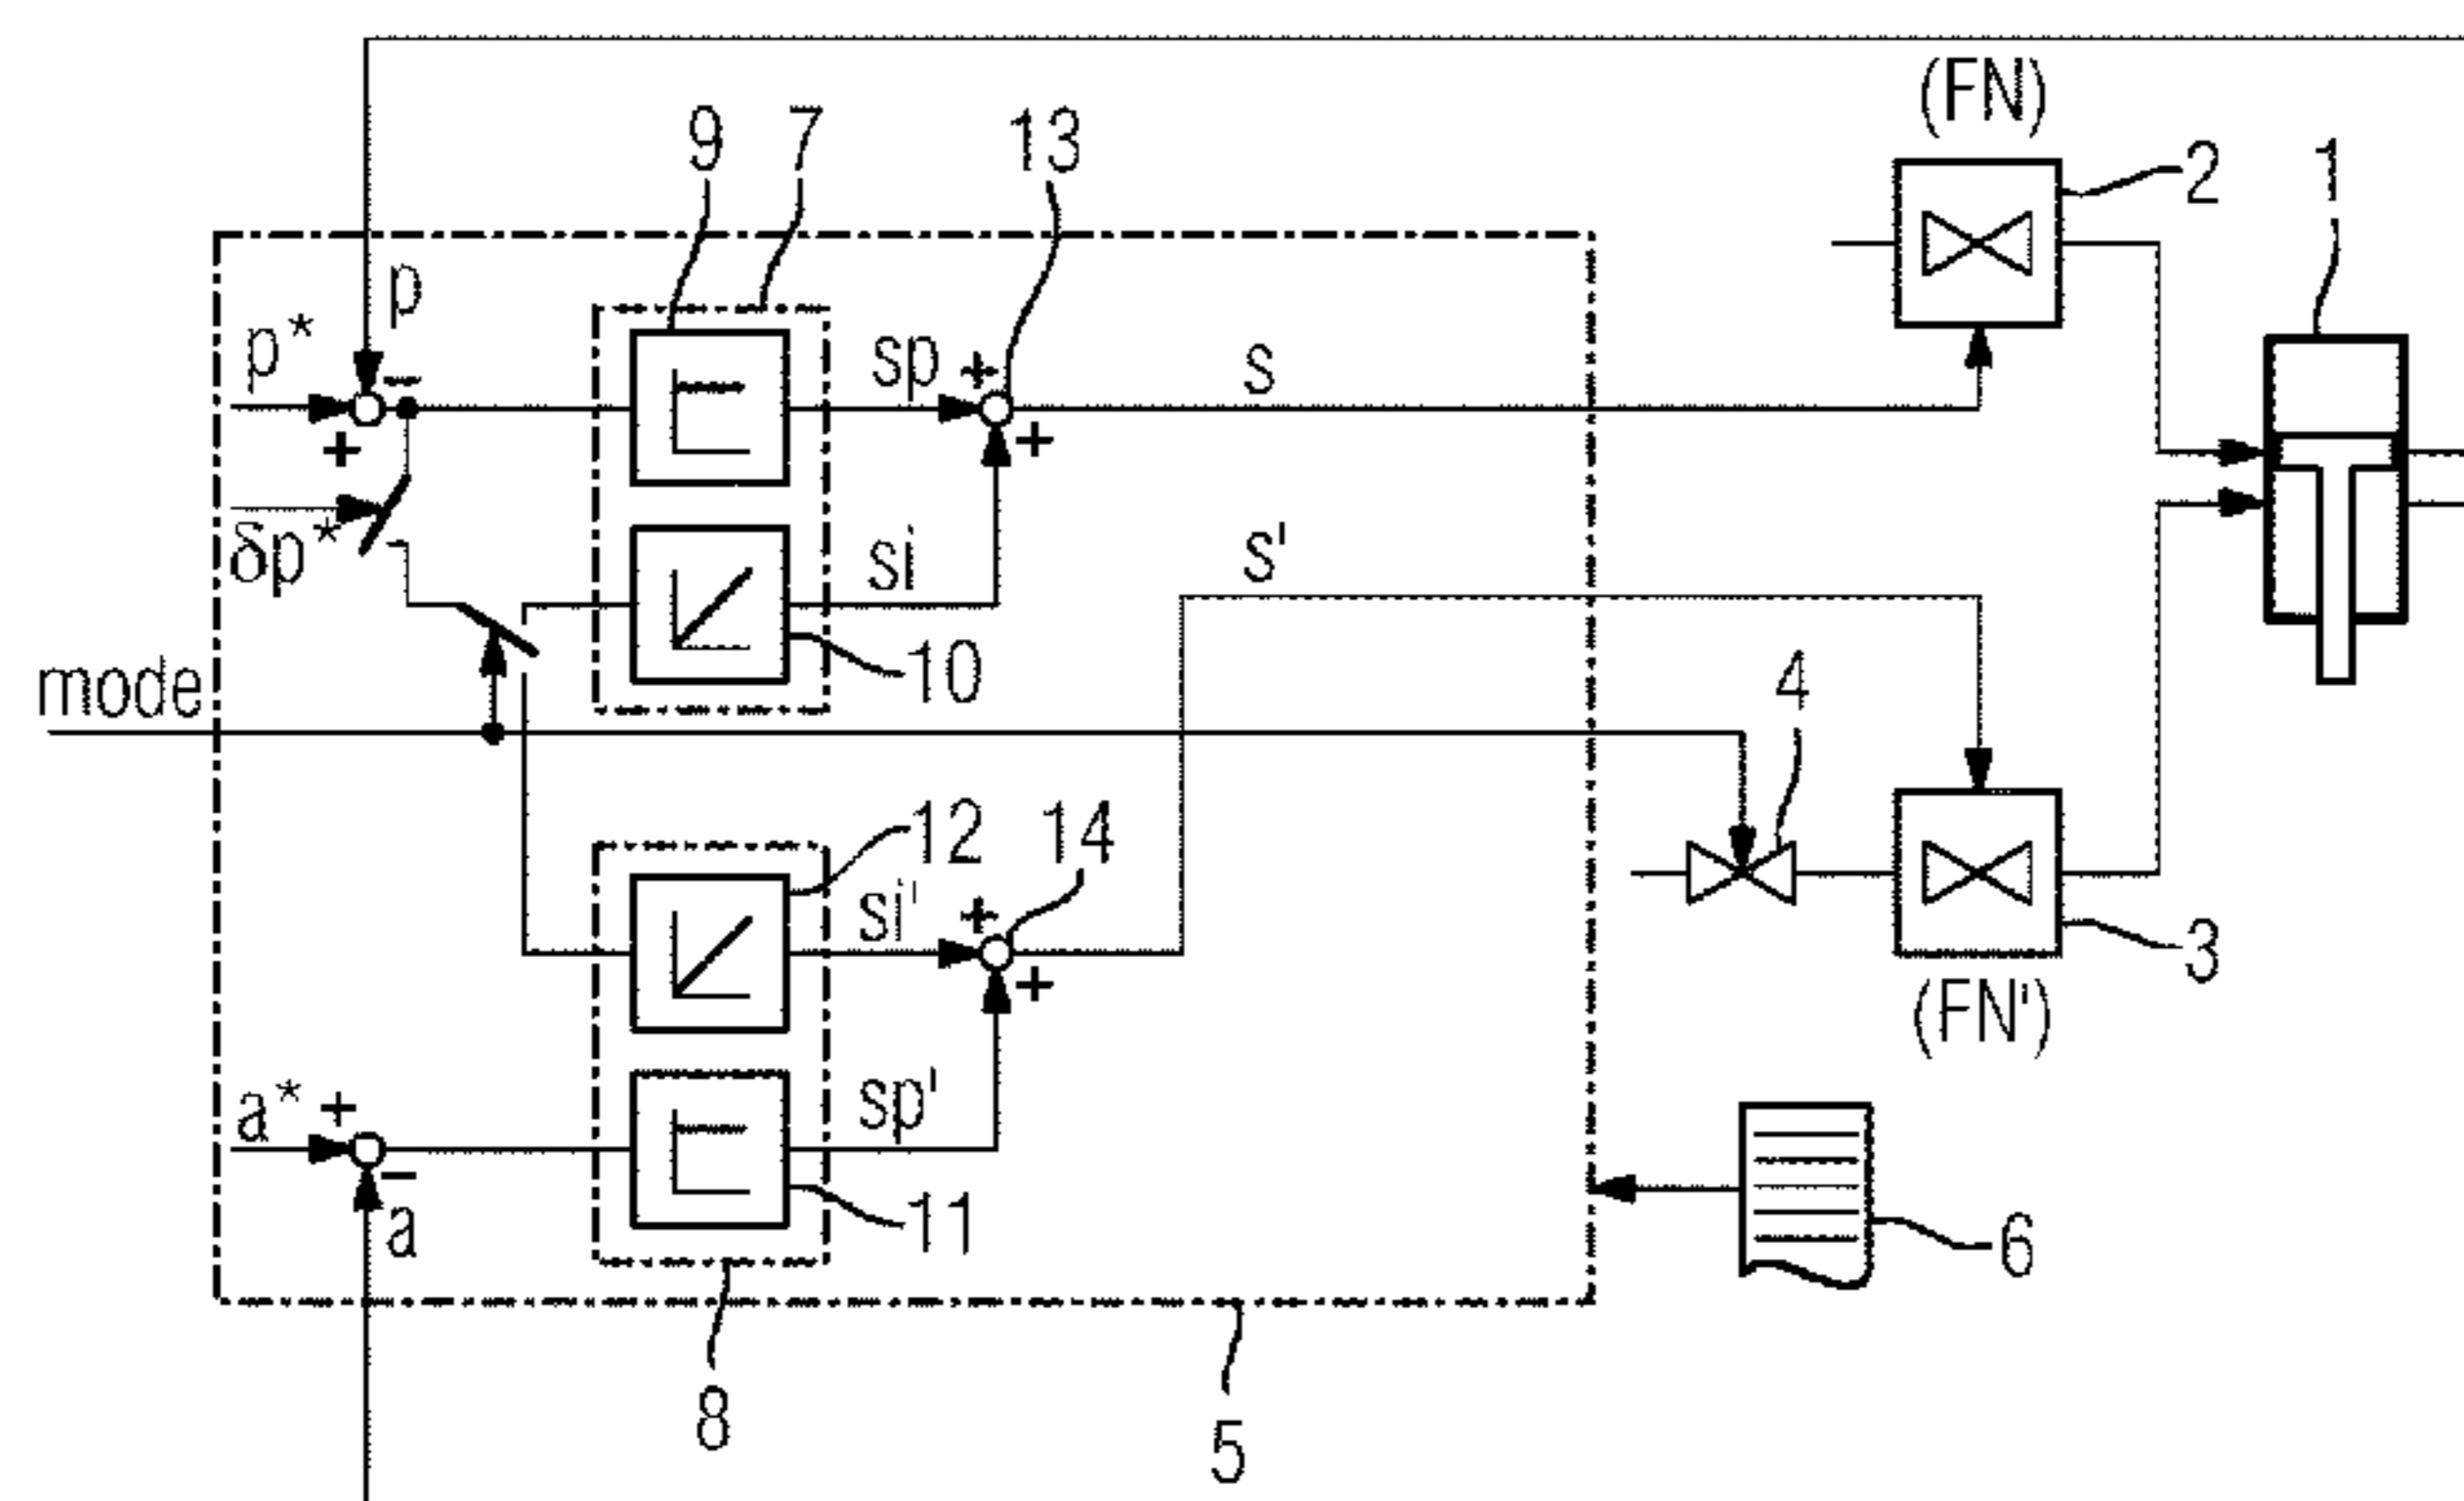 (FN)
9
7
13
2
1
p
p*
−
+
sp
+
s
+
δp*
si
s'
10
mode
4
12
14
si'
+
+
3
(FN')
a*
+
sp'
−
a
11
6
8
5